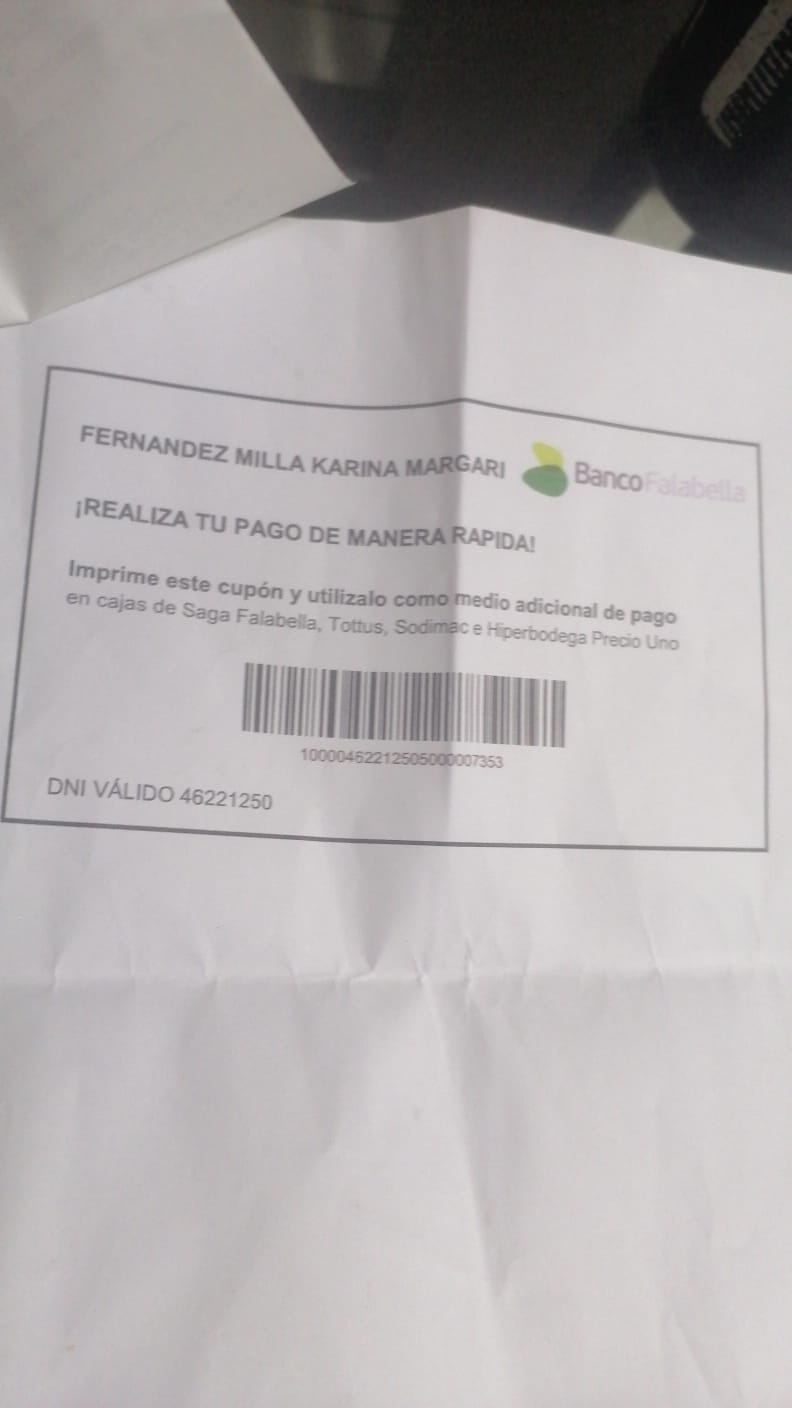 FERNANDEZ MILLA KARINA MARGARI
BancoFalabella
¡REALIZA TU PAGO DE MANERA RAPIDA!
Imprime este cupón y utilizalo como medio adicional de pago
en cajas de Saga Falabella, Tottus, Sodimac e Hiperbodega Precio Uno
10000462212505000007353
DNI VÁLIDO 46221250